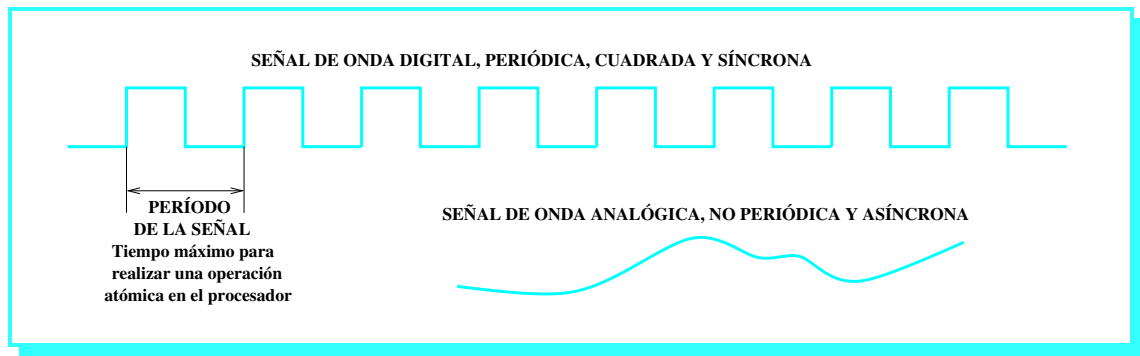 SEÑAL DE ONDA DIGITAL, PERIÓDICA, CUADRADA Y SÍNCRONA
PERÍODO
DE LA SEÑAL
Tiempo máximo para
realizar una operación
atómica en el procesador
SEÑAL DE ONDA ANALÓGICA, NO PERIÓDICA Y ASÍNCRONA